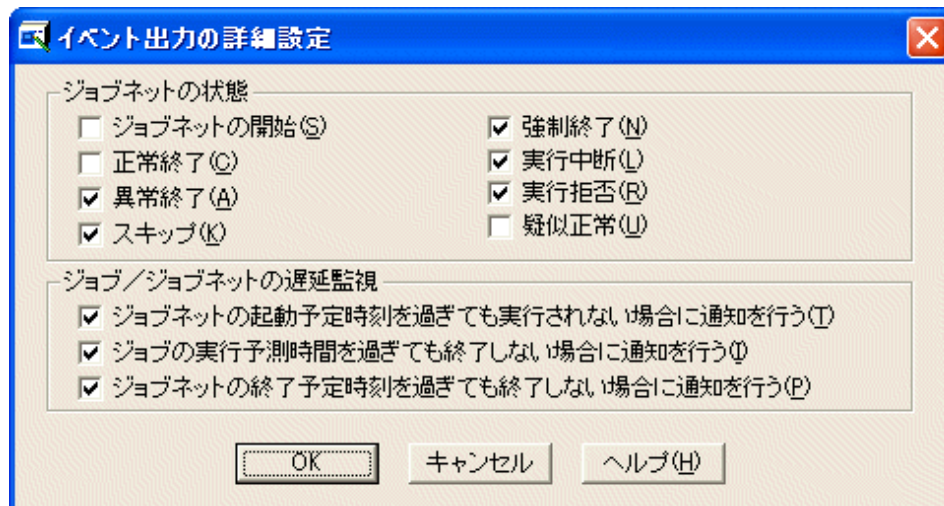 イベント出力の詳細設定
ジョブネットの状態
ジョブネットの開始(S)
正常終了(C)
異常終了(A)
スキップ(K)
強制終了(N)
実行中断(L)
実行拒否(R)
疑似正常(U)
ジョブ/ジョブネットの遅延監視
ジョブネットの起動予定時刻を過ぎても実行されない場合に通知を行う(T)
ジョブの実行予測時間を過ぎても終了しない場合に通知を行う(I)
ジョブネットの終了予定時刻を過ぎても終了しない場合に通知を行う(P)
OK
キャンセル
ヘルプ(H)